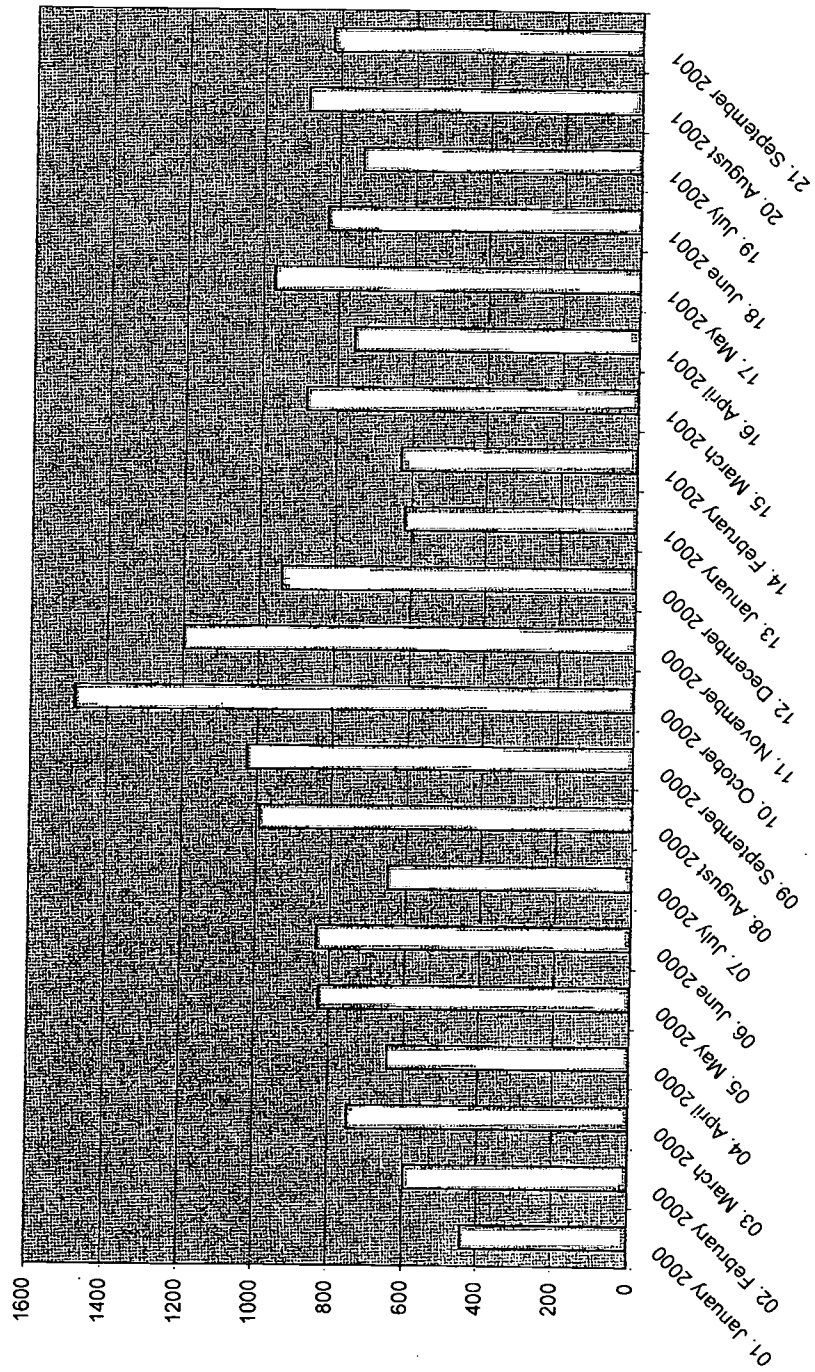 1600
1400
1200
1000
800
600
400
200
0
01. January 2000
02. February 2000
03. March 2000
04. April 2000
05. May 2000
06. June 2000
07. July 2000
08. August 2000
09. September 2000
10. October 2000
11. November 2000
12. December 2000
13. January 2001
14. February 2001
15. March 2001
16. April 2001
17. May 2001
18. June 2001
19. July 2001
20. August 2001
21. September 2001